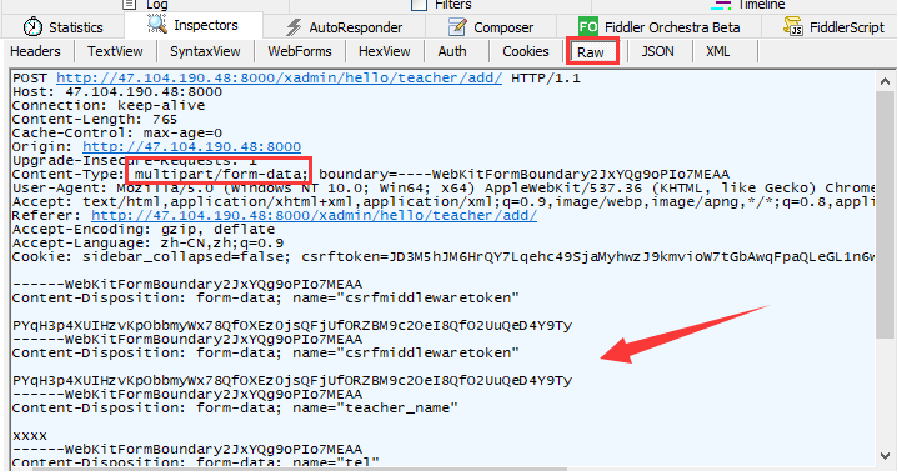 Log Filters Timeline
Statistics Inspectors AutoResponder Composer FO Fiddler Orchestra Beta FiddlerScript
Headers TextView SyntaxView WebForms HexView Auth Cookies Raw JSON XML
POST http://47.104.190.48:8000/xadmin/hello/teacher/add/ HTTP/1.1
Host: 47.104.190.48:8000
Connection: keep-alive
Content-Length: 765
Cache-Control: max-age=0
Origin: http://47.104.190.48:8000
Upgrade-Insecure-Requests: 1
Content-Type: multipart/form-data; boundary=----WebKitFormBoundary2JxYQg9oPIo7MEAA
User-Agent: Mozilla/5.0 (Windows NT 10.0; Win64; x64) AppleWebKit/537.36 (KHTML, like Gecko) Chrome
Accept: text/html,application/xhtml+xml,application/xml;q=0.9,image/webp,image/apng,*/*;q=0.8,appli
Referer: http://47.104.190.48:8000/xadmin/hello/teacher/add/
Accept-Encoding: gzip, deflate
Accept-Language: zh-CN,zh;q=0.9
Cookie: sidebar_collapsed=false; csrftoken=JD3M5hJM6HrQY7Lqehc49SjaMyhwzJ9kmvioW7tGbAwqFpaQLeGL1n6w
------WebKitFormBoundary2JxYQg9oPIo7MEAA
Content-Disposition: form-data; name="csrfmiddlewaretoken"
PYqH3p4XUIHzvKpObbmyWx78QfOXEzOjsQFjUfORZBM9c2OeI8QfO2UuQeD4Y9Ty
------WebKitFormBoundary2JxYQg9oPIo7MEAA
Content-Disposition: form-data; name="csrfmiddlewaretoken"
PYqH3p4XUIHzvKpObbmyWx78QfOXEzOjsQFjUfORZBM9c2OeI8QfO2UuQeD4Y9Ty
------WebKitFormBoundary2JxYQg9oPIo7MEAA
Content-Disposition: form-data; name="teacher_name"
xxxx
------WebKitFormBoundary2JxYQg9oPIo7MEAA
Content-Disposition: form-data; name="tel"